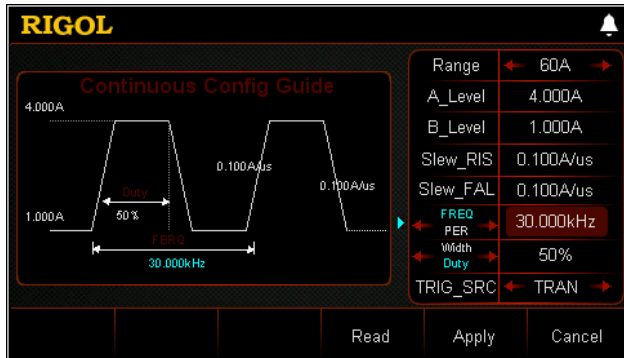 RIGOL
Continuous Config Guide
4.000A
0.100A/us
0.100A/us
Duty
50%
1.000A
FERQ
30.000kHz
Range 60A
A_Level 4.000A
B_Level 1.000A
Slew_RIS 0.100A/us
Slew_FAL 0.100A/us
FREQ
PER
30.000kHz
Width
Duty
50%
TRIG_SRC TRAN
Read Apply Cancel